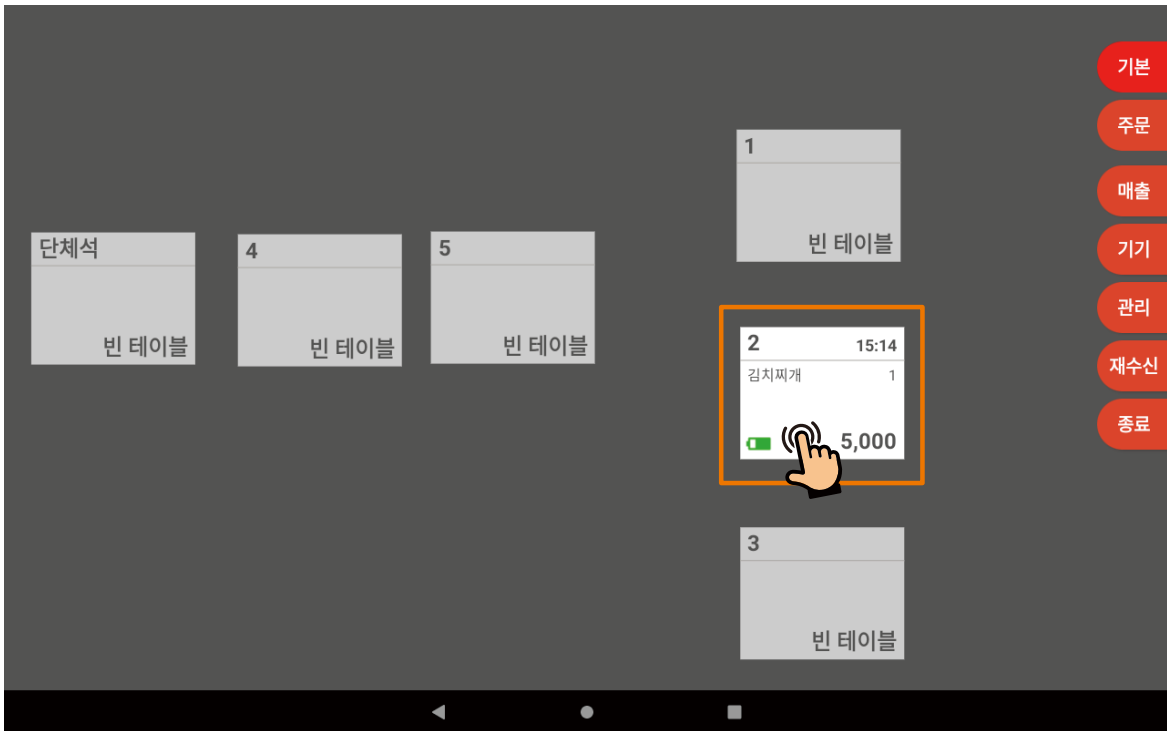 단체석
빈 테이블
4
빈 테이블
5
빈 테이블
1
빈 테이블
2 15:14
김치찌개 1
5,000
3
빈 테이블
기본
주문
매출
기기
관리
재수신
종료